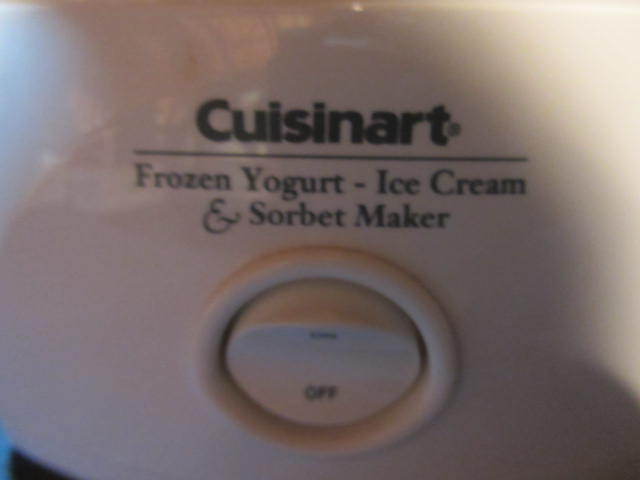 Cuisinart®
Frozen Yogurt - Ice Cream
& Sorbet Maker
OFF